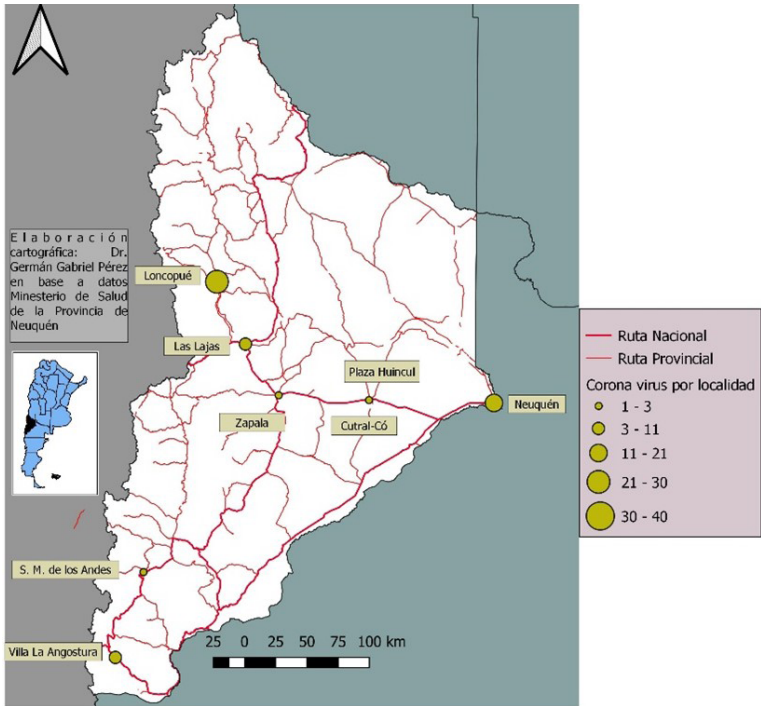 E l a b o r a c i ó n
cartográfica: Dr.
Germán Gabriel Pérez
en base a datos
Minesterio de Salud
de la Provincia de
Neuquén
Loncopué
Las Lajas
Plaza Huincul
Zapala
Cutral-Có
Neuquén
S. M. de los Andes
Villa La Angostura
25 0 25 50 75 100 km
Ruta Nacional
Ruta Provincial
Corona virus por localidad
1 - 3
3 - 11
11 - 21
21 - 30
30 - 40